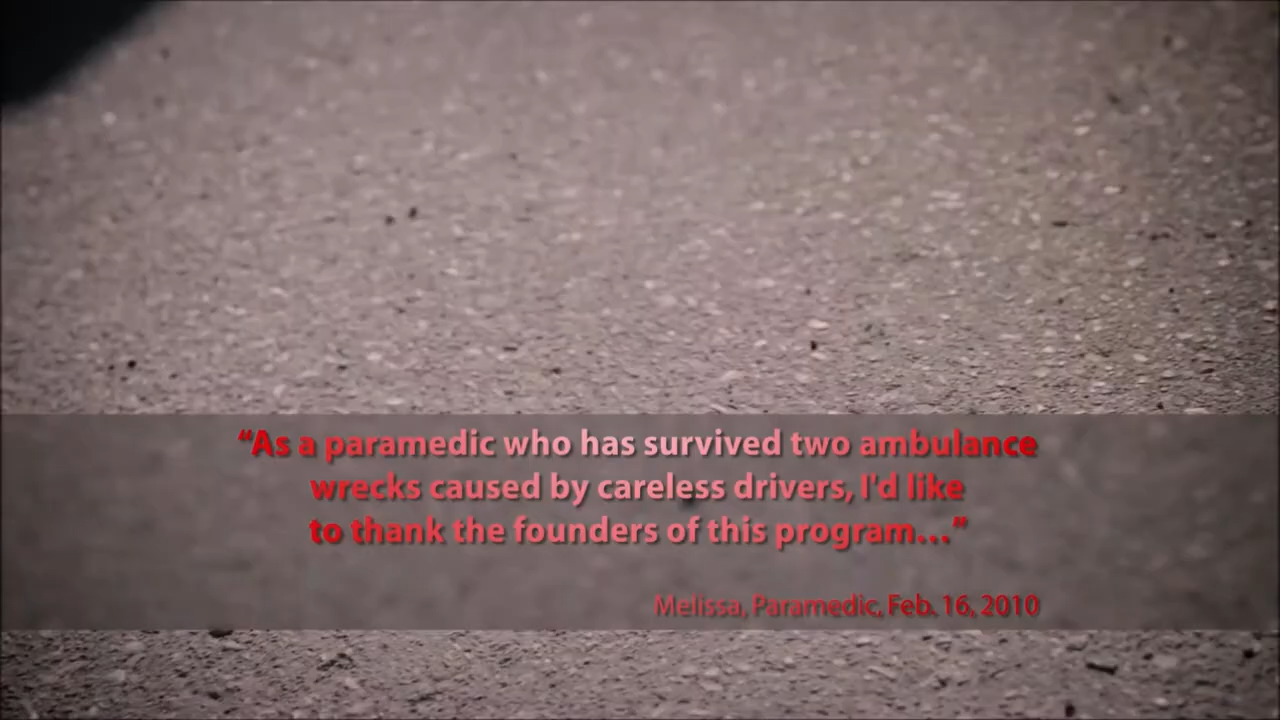 “As a paramedic who has survived two ambulance
wrecks caused by careless drivers, I'd like
to thank the founders of this program...”
Melissa, Paramedic, Feb. 16, 2010